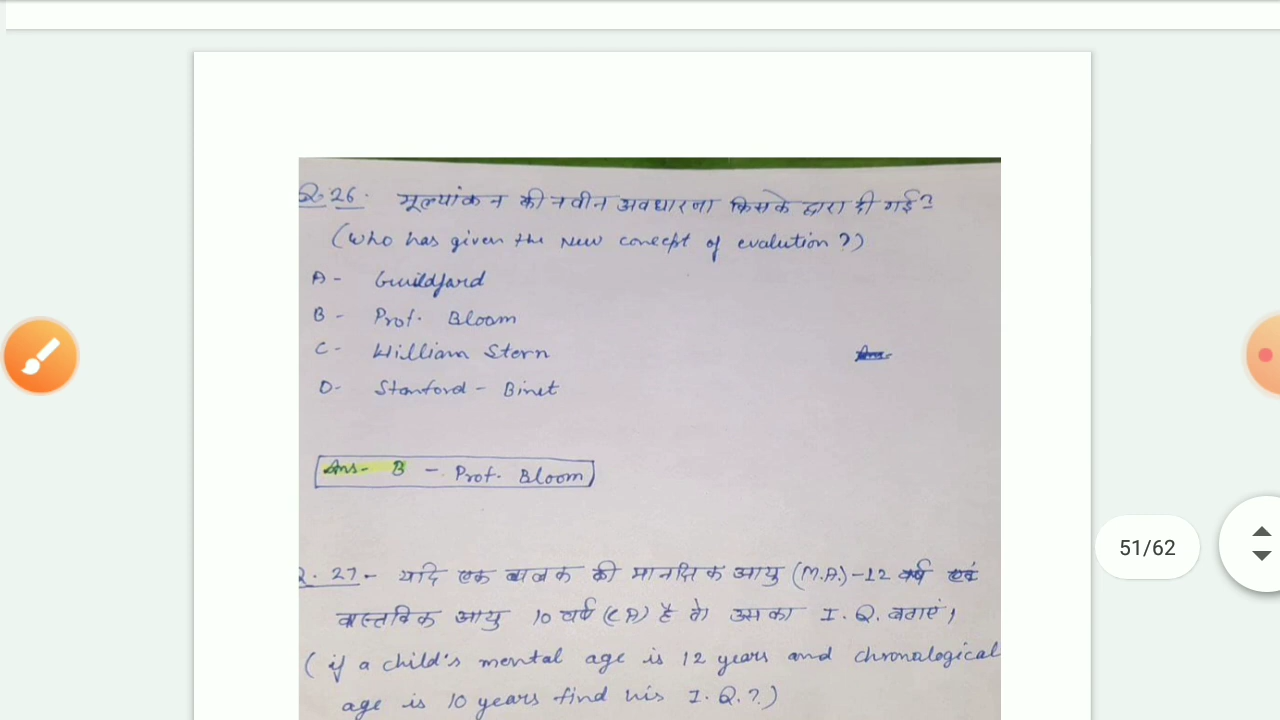 Q. 26. मूल्यांकन की नवीन अवधारणा किसके द्वारा दी गई?
(Who has given the New conecpt of evalution ?)
A - Guildford
B - Prof. Bloom
C - William Stern
D - Stanford - Binet
Ans- B - Prof. Bloom
51/62
Q. 27 - यदि एक बालक की मानसिक आयु (M.A.) -12 वर्ष एवं
वास्तविक आयु 10 वर्ष (C A) है तो उसका I. Q. बताएं,
( if a child's mental age is 12 years and chronological
age is 10 years find his I. Q.?)